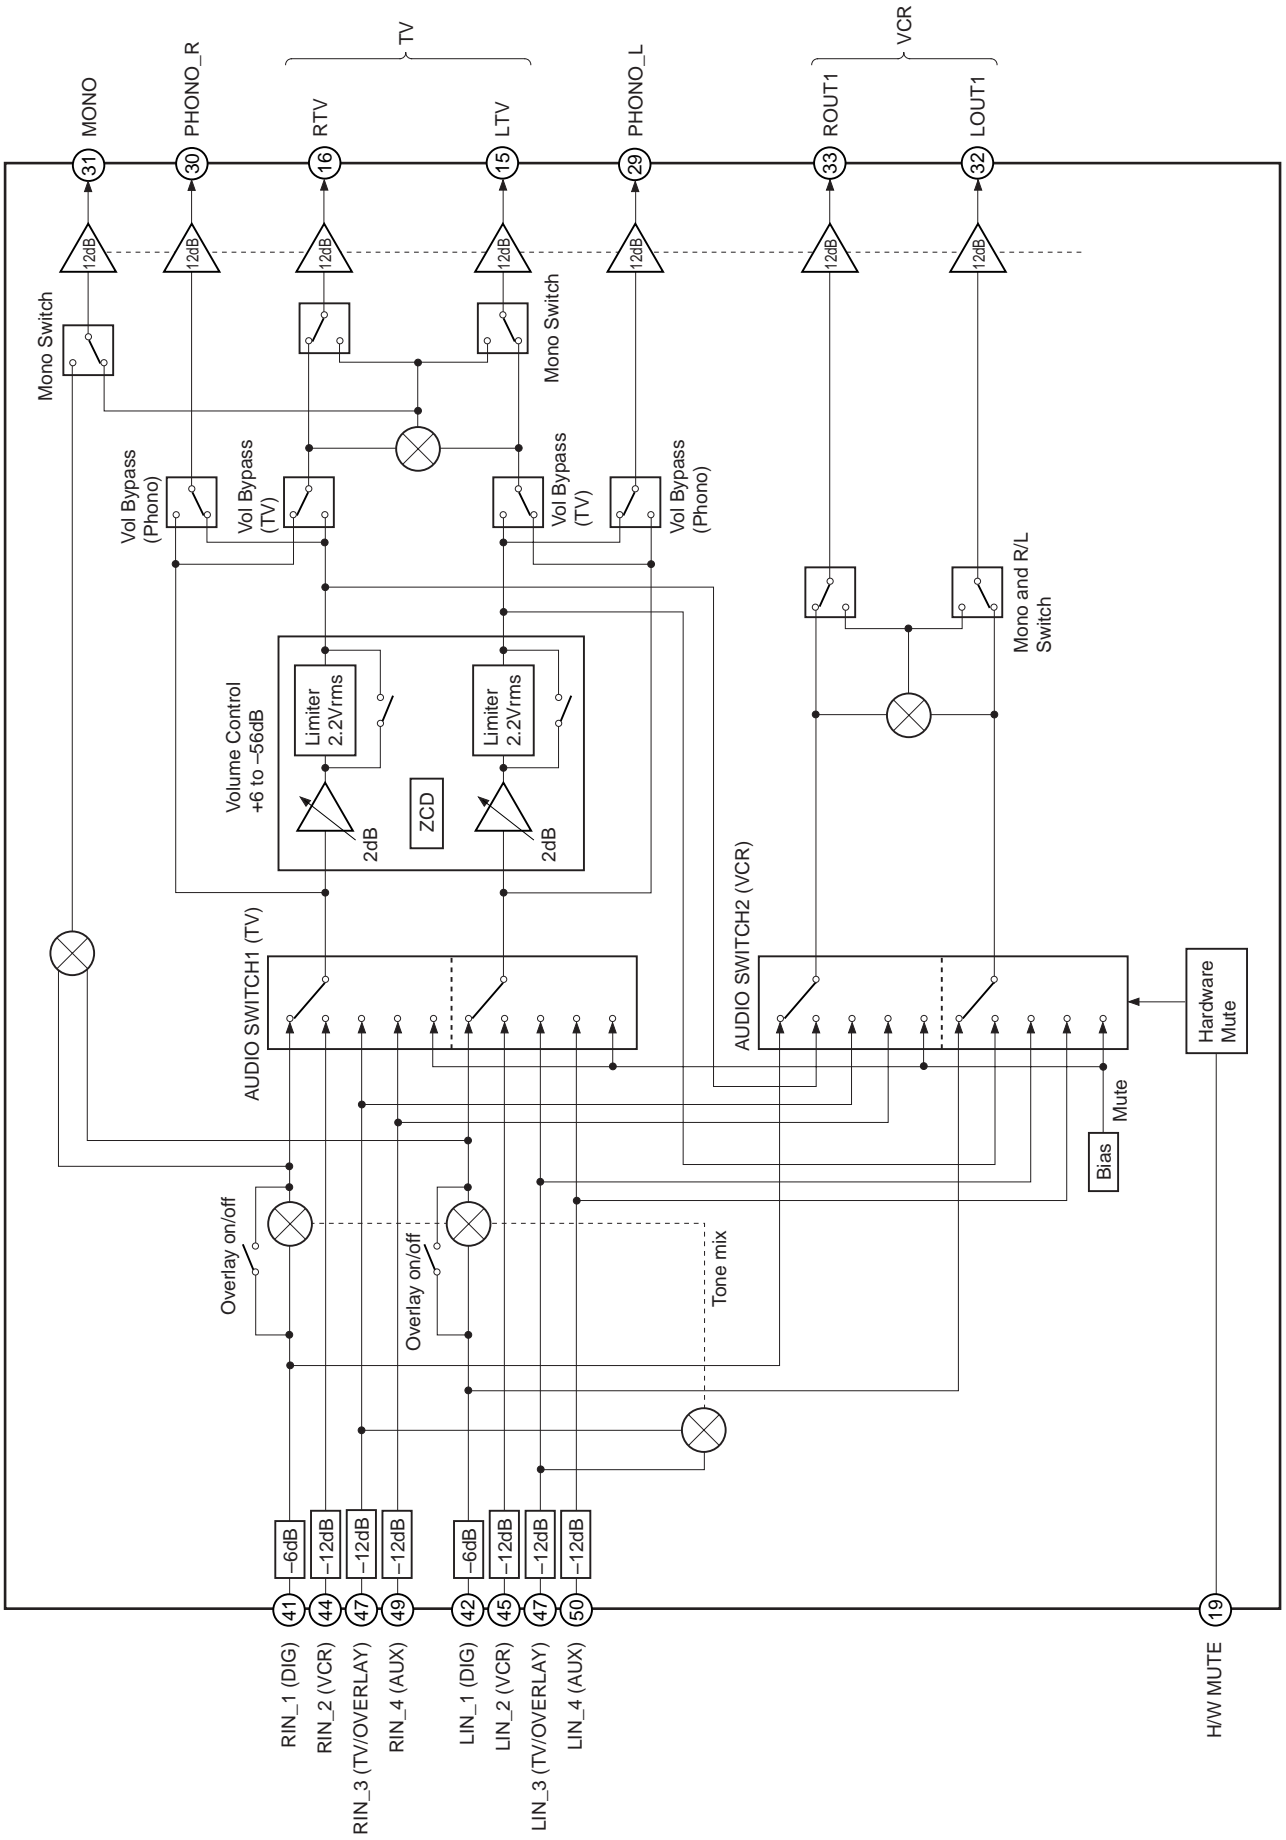 RIN_1 (DIG)
41
–6dB
RIN_2 (VCR)
44
–12dB
RIN_3 (TV/OVERLAY)
47
–12dB
RIN_4 (AUX)
49
–12dB
LIN_1 (DIG)
42
–6dB
LIN_2 (VCR)
45
–12dB
LIN_3 (TV/OVERLAY)
47
–12dB
LIN_4 (AUX)
50
–12dB
H/W MUTE
19
Overlay on/off
Overlay on/off
Tone mix
Bias
Mute
Hardware
Mute
AUDIO SWITCH1 (TV)
AUDIO SWITCH2 (VCR)
Volume Control
+6 to –56dB
2dB
Limiter
2.2Vrms
ZCD
2dB
Limiter
2.2Vrms
Vol Bypass
(Phono)
Vol Bypass
(TV)
Vol Bypass
(TV)
Vol Bypass
(Phono)
Mono and R/L
Switch
Mono Switch
Mono Switch
12dB
12dB
12dB
12dB
12dB
12dB
12dB
31
MONO
30
PHONO_R
16
RTV
15
LTV
TV
29
PHONO_L
33
ROUT1
32
LOUT1
VCR